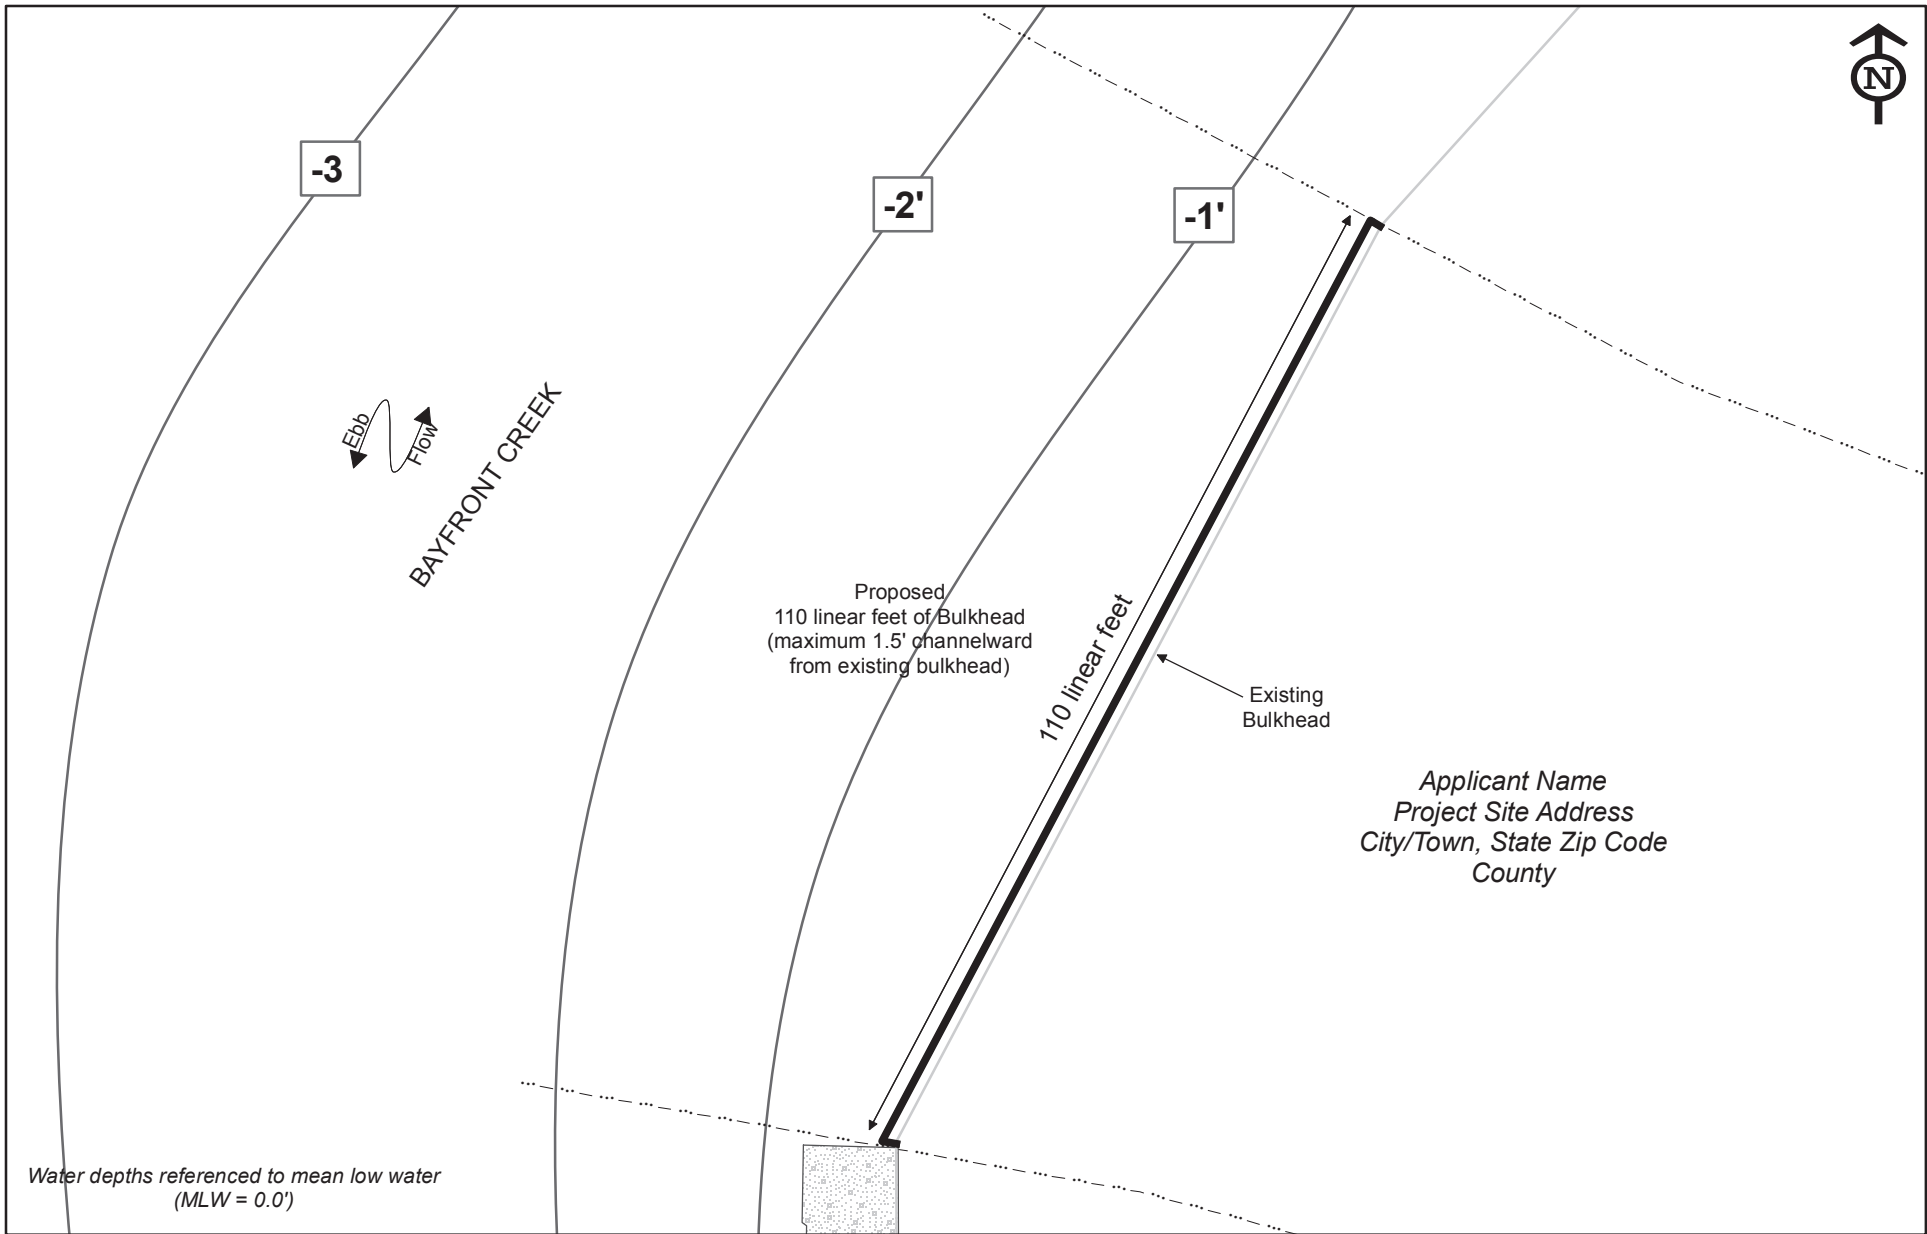 N
-3
-2'
-1'
Ebb
Flow
BAYFRONT CREEK
Proposed
110 linear feet of Bulkhead
(maximum 1.5' channelward
from existing bulkhead)
110 linear feet
Existing
Bulkhead
Applicant Name
Project Site Address
City/Town, State Zip Code
County
Water depths referenced to mean low water
(MLW = 0.0')